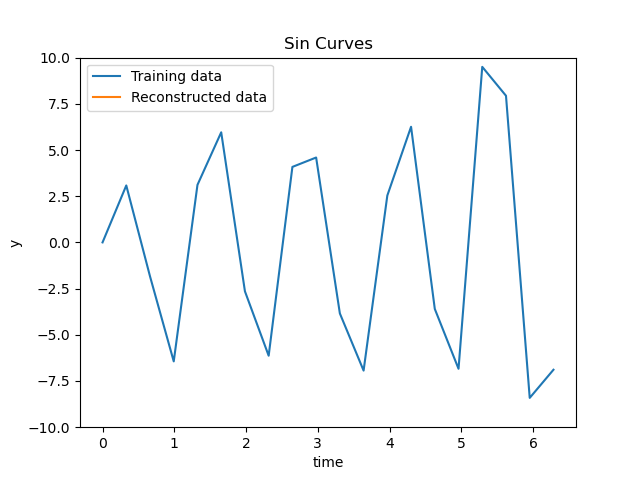 Sin Curves
Training data
Reconstructed data
10.0
7.5
5.0
2.5
0.0
−2.5
−5.0
−7.5
−10.0
y
0 1 2 3 4 5 6
time